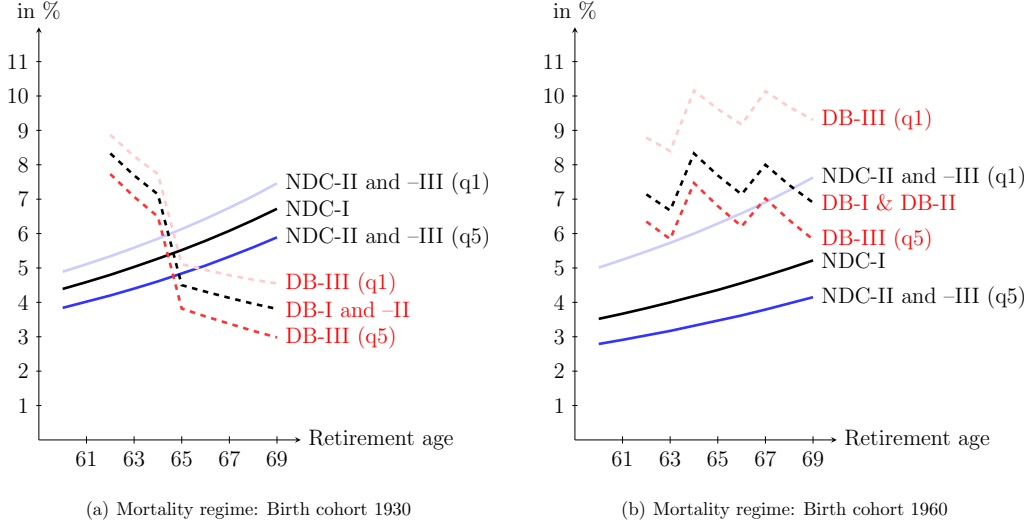 in %
11
10
9
8
7
6
5
4
3
2
1
61 63 65 67 69
Retirement age
NDC-II and –III (q1)
NDC-I
NDC-II and –III (q5)
DB-III (q1)
DB-I and –II
DB-III (q5)
(a) Mortality regime: Birth cohort 1930
in %
11
10
9
8
7
6
5
4
3
2
1
61 63 65 67 69
Retirement age
DB-III (q1)
NDC-II and –III (q1)
DB-I & DB-II
DB-III (q5)
NDC-I
NDC-II and –III (q5)
(b) Mortality regime: Birth cohort 1960